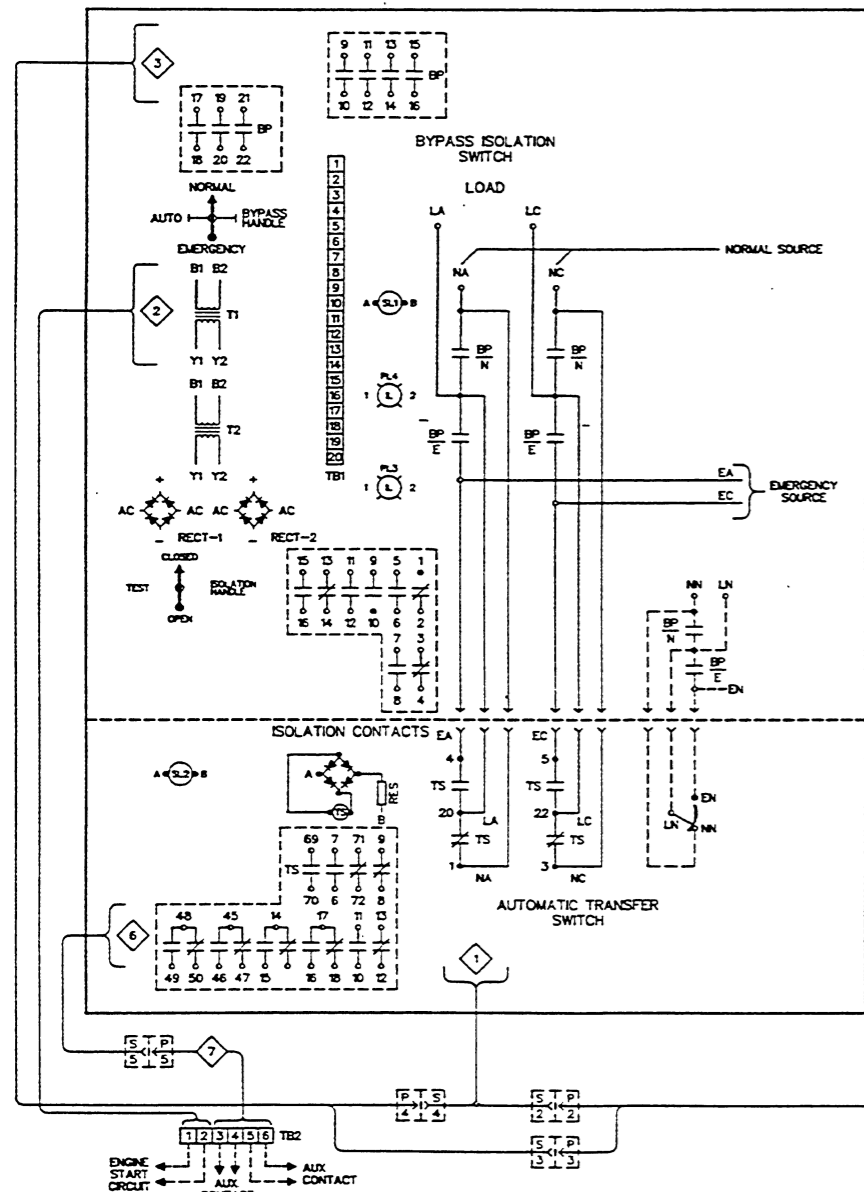 3
9 11 13 15
BP
10 12 14 16
17 19 21
BP
18 20 22
BYPASS ISOLATION
SWITCH
LOAD
NORMAL
AUTO
BYPASS
HANDLE
EMERGENCY
LA
LC
NORMAL SOURCE
NA
NC
B1 B2
2
T1
Y1 Y2
B1 B2
T2
Y1 Y2
1
2
3
4
5
6
7
8
9
10
11
12
13
14
15
16
17
18
19
20
TB1
A SL1 B
PL4
1 IL 2
PL3
1 IL 2
BP
N
BP
N
BP
E
BP
E
EA
EC
EMERGENCY
SOURCE
+
+
AC AC AC AC
- RECT-1
- RECT-2
CLOSED
TEST
ISOLATION
HANDLE
OPEN
15 13 11 9 5 1
16 14 12 10 6 2
7 3
8 4
NN LN
BP
N
BP
E
EN
ISOLATION CONTACTS
EA
EC
4
5
A SL2 B
A
TS
RES
B
TS
TS
20
LA
22
LC
TS
TS
1
NA
3
NC
EN
LN
NN
69 7 71 9
TS
70 6 72 8
AUTOMATIC TRANSFER
SWITCH
48 45 14 17 11 13
49 50 46 47 15 16 18 10 12
6
1
S P
5 5
7
P S
4 4
S P
2 2
S P
3 3
1 2 3 4 5 6 TB2
ENGINE
START
CIRCUIT
AUX
CONTACT
AUX
CONTACT